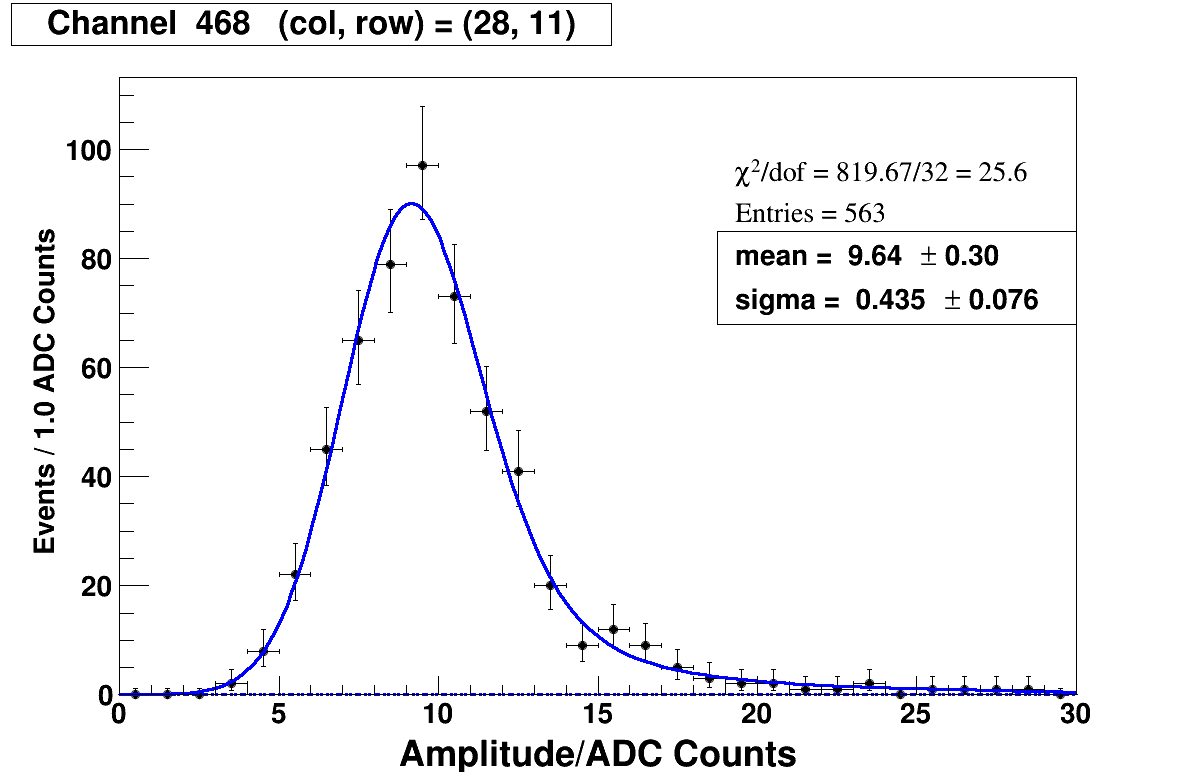 Channel 468 (col, row) = (28, 11)
χ²/dof = 819.67/32 = 25.6
Entries = 563
mean = 9.64 ± 0.30
sigma = 0.435 ± 0.076
Events / 1.0 ADC Counts
100
80
60
40
20
0
0 5 10 15 20 25 30
Amplitude/ADC Counts